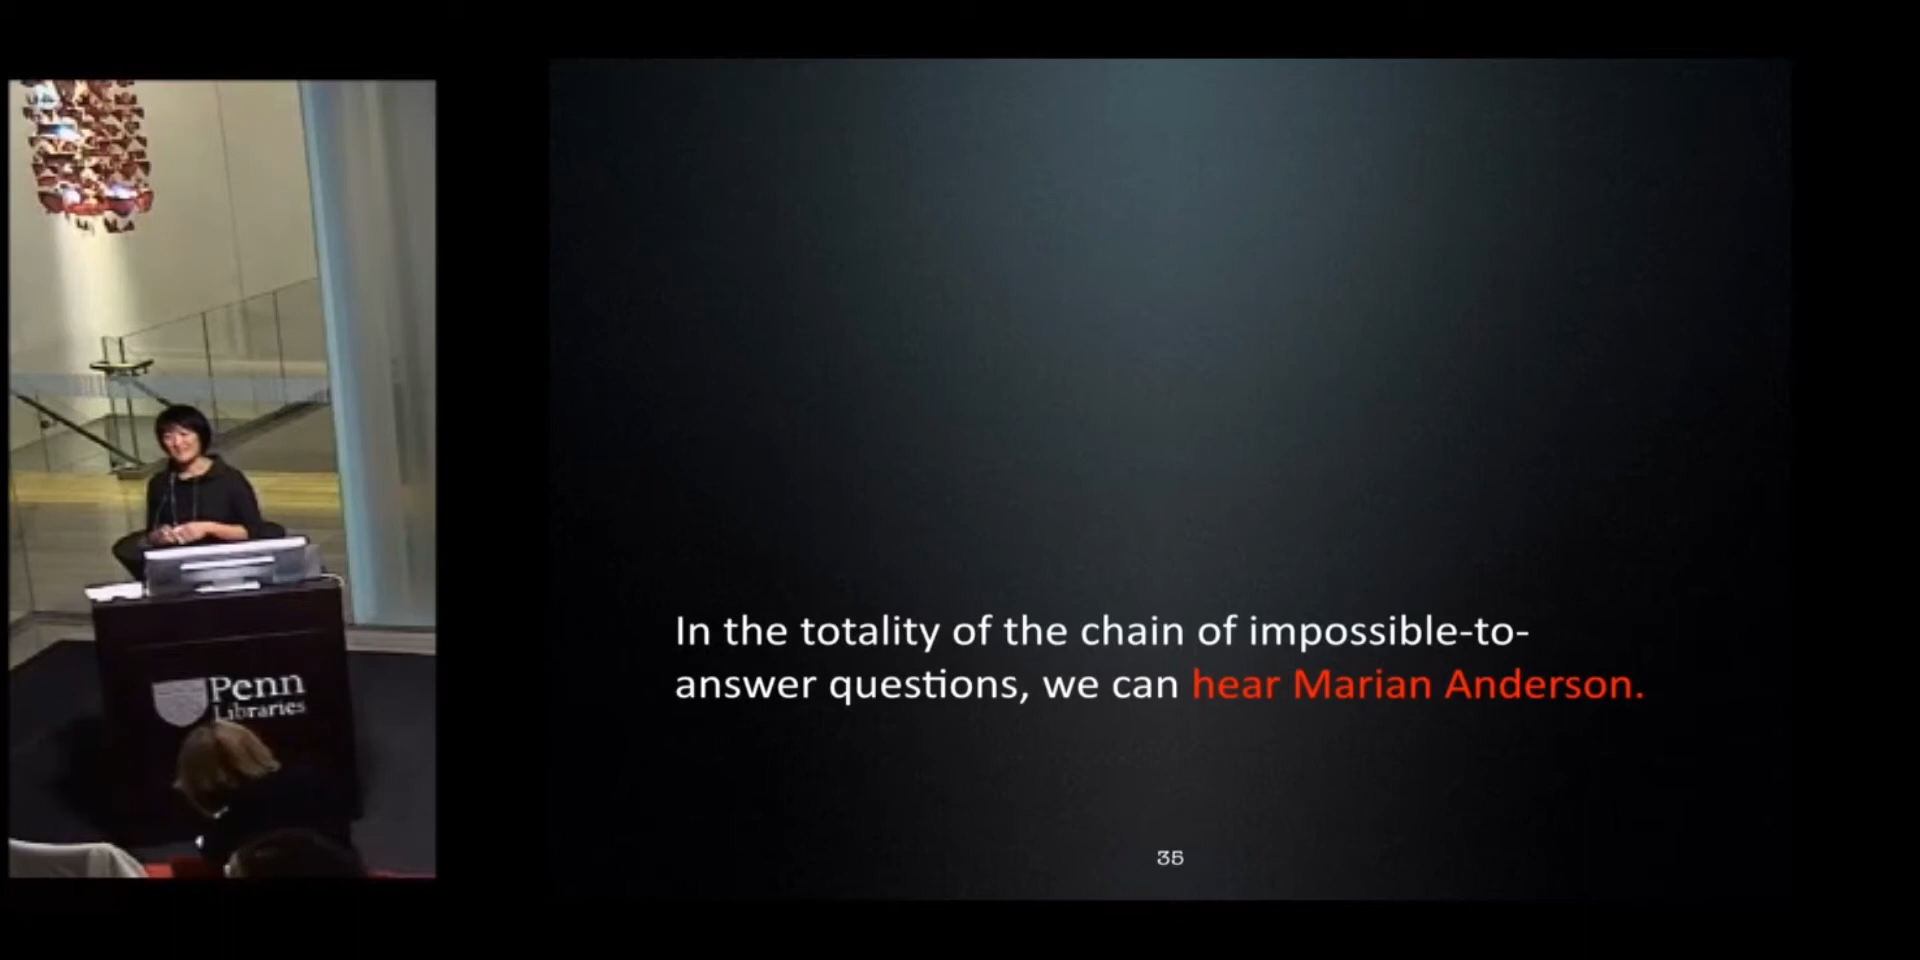 Penn
Libraries
In the totality of the chain of impossible-to-
answer questions, we can hear Marian Anderson.
35